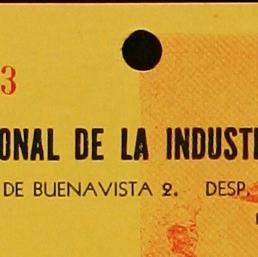 3
ONAL DE LA INDUST
DE BUENAVISTA 2. DESP.